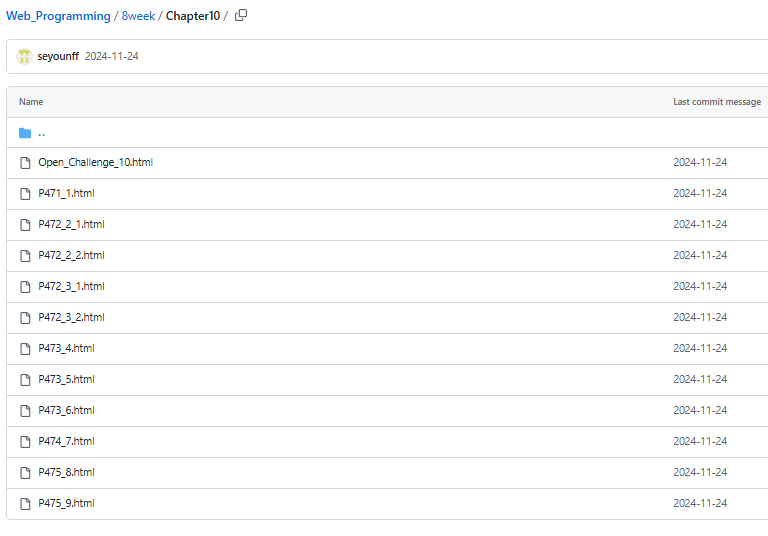 Web_Programming / 8week / Chapter10 /
seyounff 2024-11-24
Name Last commit message
..
Open_Challenge_10.html 2024-11-24
P471_1.html 2024-11-24
P472_2_1.html 2024-11-24
P472_2_2.html 2024-11-24
P472_3_1.html 2024-11-24
P472_3_2.html 2024-11-24
P473_4.html 2024-11-24
P473_5.html 2024-11-24
P473_6.html 2024-11-24
P474_7.html 2024-11-24
P475_8.html 2024-11-24
P475_9.html 2024-11-24